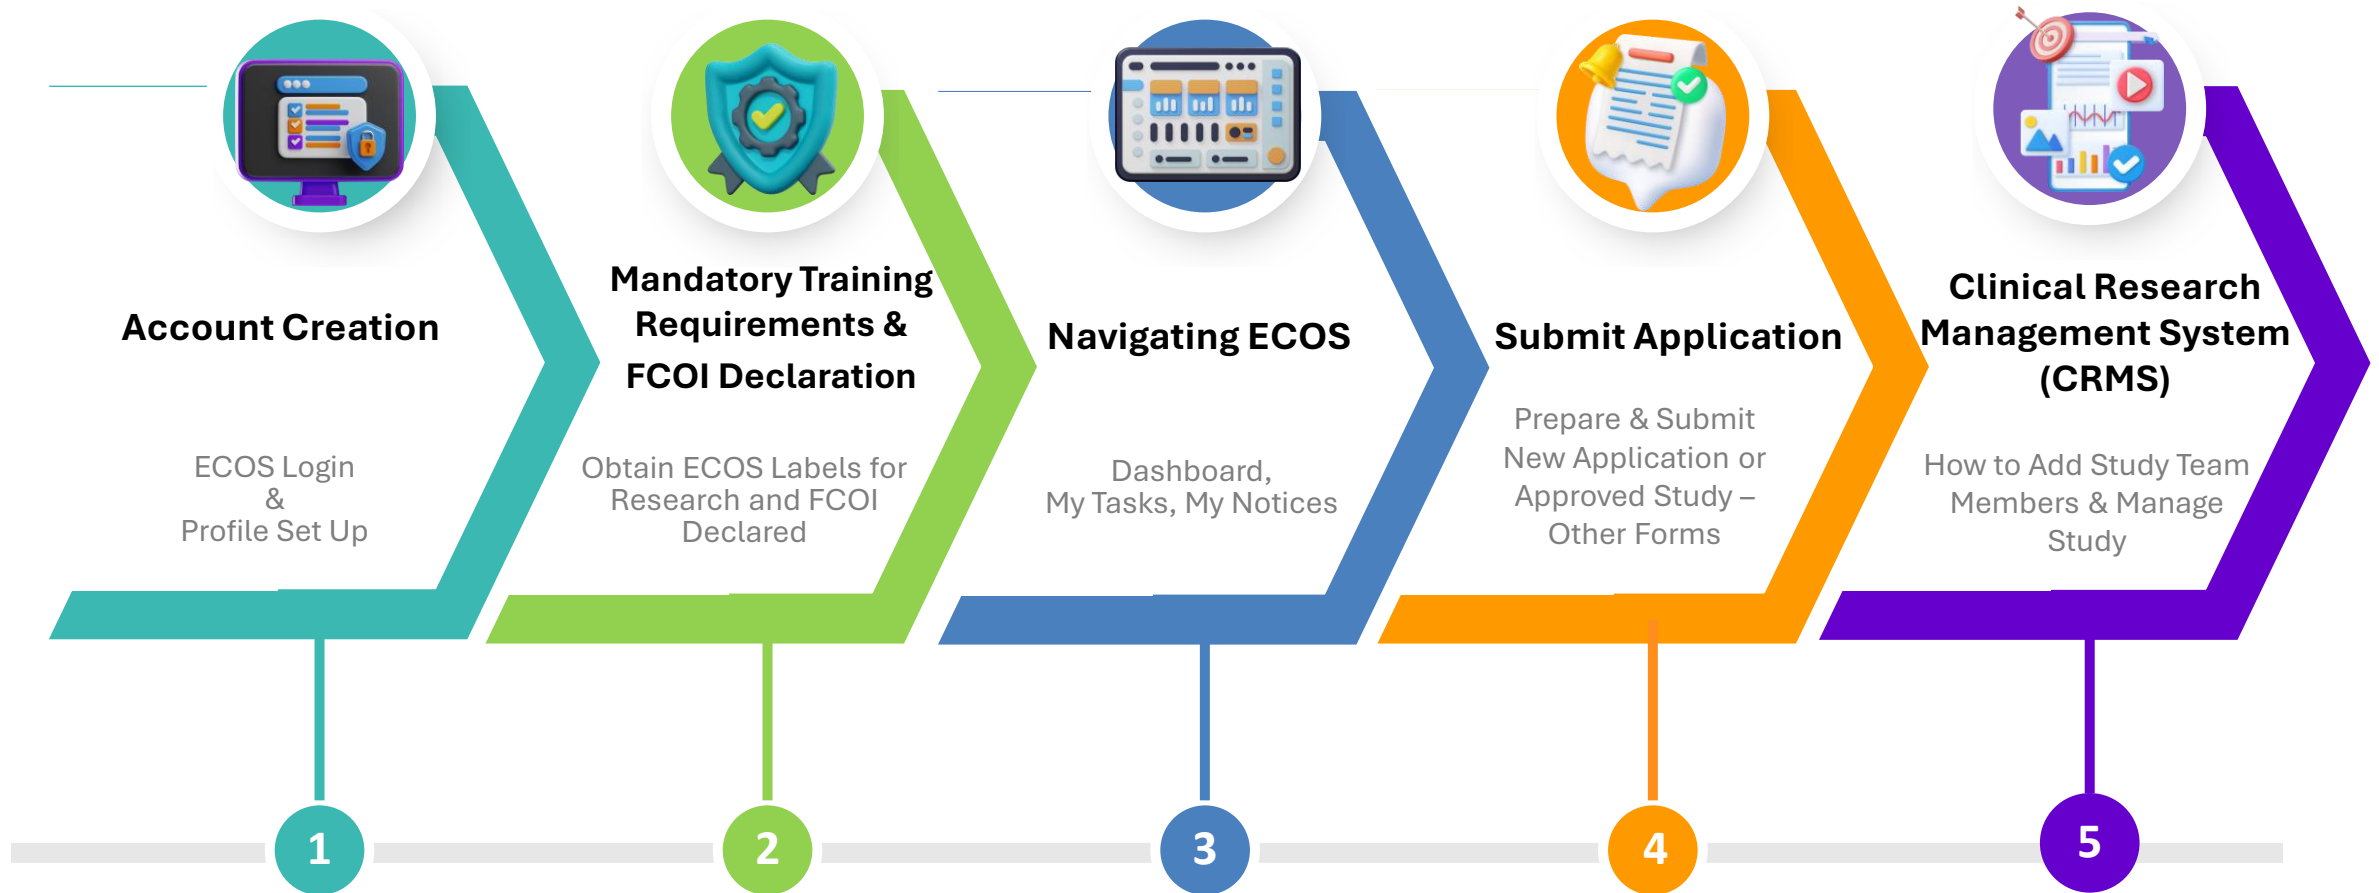 Account Creation
ECOS Login
&
Profile Set Up
1
Mandatory Training
Requirements &
FCOI Declaration
Obtain ECOS Labels for
Research and FCOI
Declared
2
Navigating ECOS
Dashboard,
My Tasks, My Notices
3
Submit Application
Prepare & Submit
New Application or
Approved Study –
Other Forms
4
Clinical Research
Management System
(CRMS)
How to Add Study Team
Members & Manage
Study
5